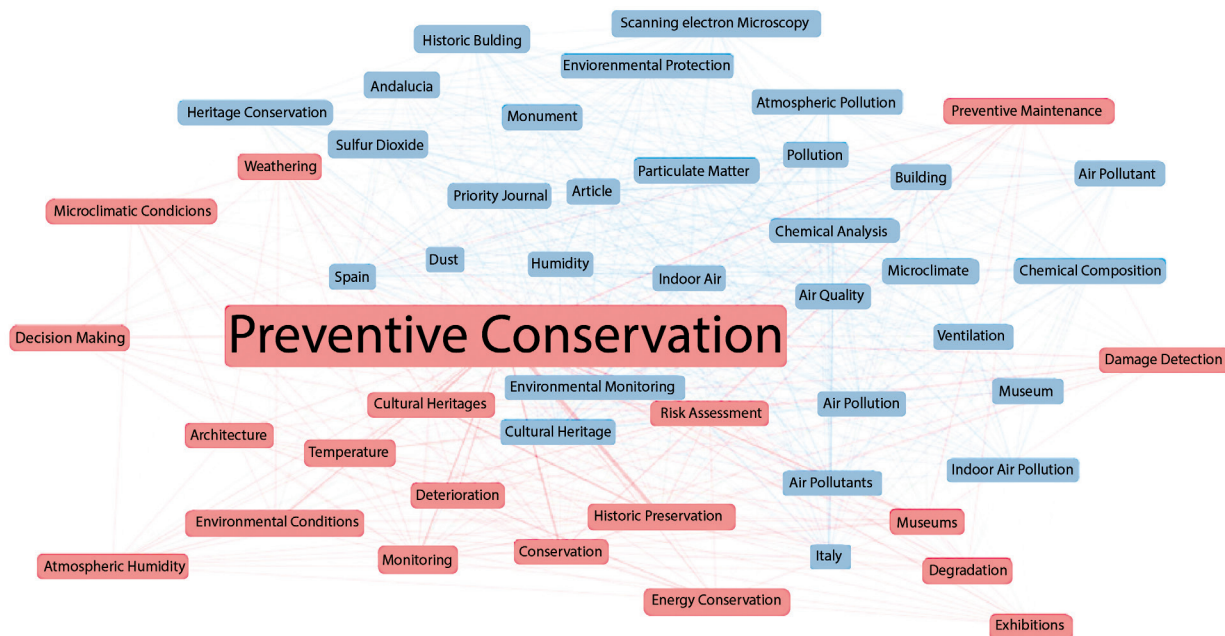 Scanning electron Microscopy
Historic Bulding
Enviorenmental Protection
Andalucia
Atmospheric Pollution
Heritage Conservation
Monument
Preventive Maintenance
Sulfur Dioxide
Pollution
Weathering
Particulate Matter
Building
Air Pollutant
Priority Journal
Article
Microclimatic Condicions
Chemical Analysis
Dust
Humidity
Spain
Indoor Air
Microclimate
Chemical Composition
Air Quality
Preventive Conservation
Decision Making
Ventilation
Damage Detection
Environmental Monitoring
Museum
Cultural Heritages
Air Pollution
Risk Assessment
Architecture
Cultural Heritage
Temperature
Indoor Air Pollution
Air Pollutants
Deterioration
Historic Preservation
Environmental Conditions
Museums
Conservation
Monitoring
Italy
Atmospheric Humidity
Degradation
Energy Conservation
Exhibitions